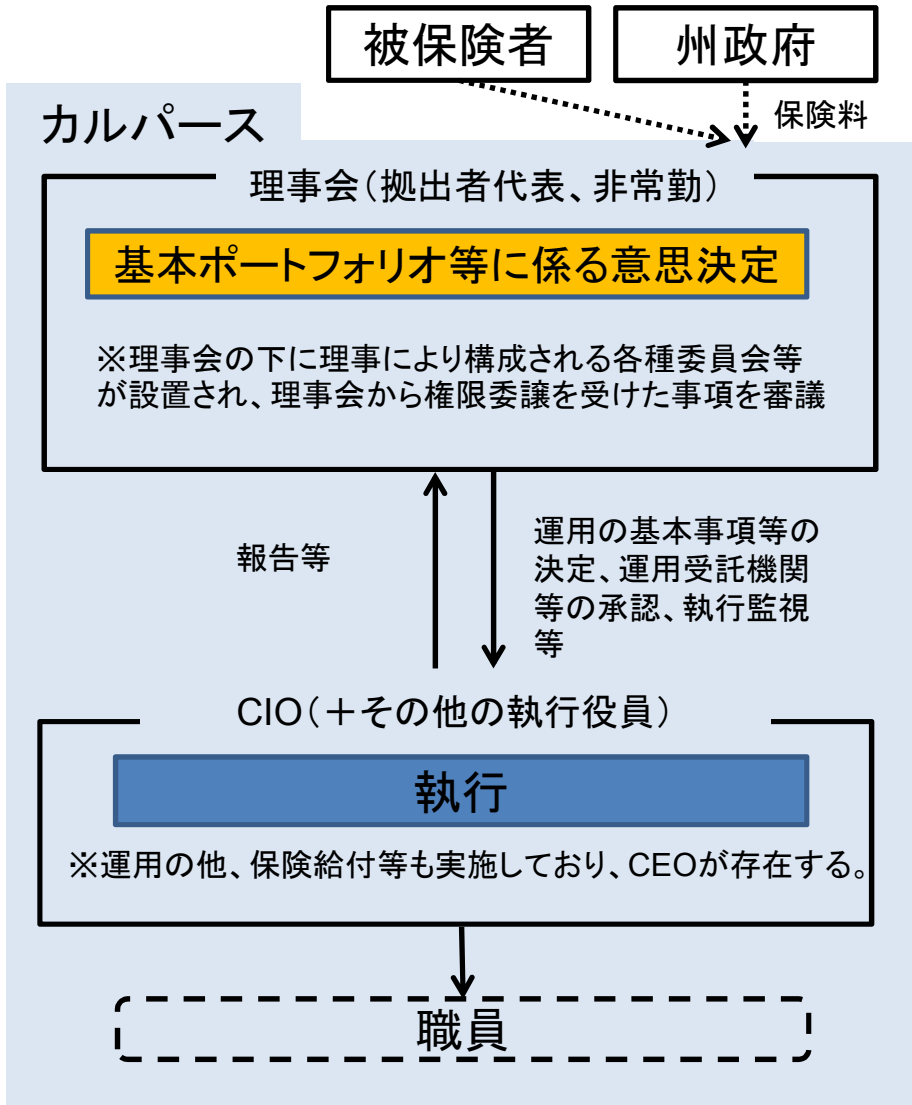 被保険者
州政府
保険料
カルパース
理事会（拠出者代表、非常勤）
基本ポートフォリオ等に係る意思決定
※理事会の下に理事により構成される各種委員会等
が設置され、理事会から権限委譲を受けた事項を審議
報告等
運用の基本事項等の
決定、運用受託機関
等の承認、執行監視
等
CIO（＋その他の執行役員）
執行
※運用の他、保険給付等も実施しており、CEOが存在する。
職員